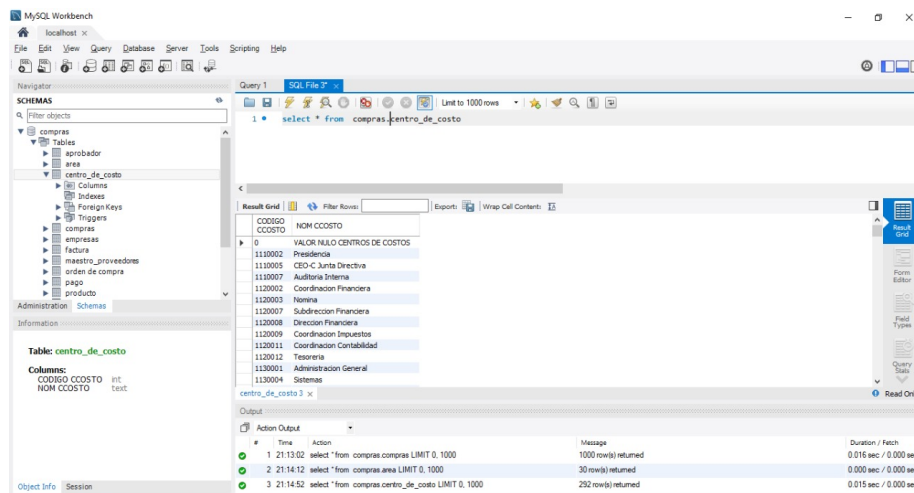 MySQL Workbench
localhost ×
File Edit View Query Database Server Tools Scripting Help
Navigator
SCHEMAS
Filter objects
compras
Tables
aprobador
area
centro_de_costo
Columns
Indexes
Foreign Keys
Triggers
compras
empresas
factura
maestro_proveedores
orden de compra
pago
producto
Administration Schemas
Information
Table: centro_de_costo
Columns:
CODIGO CCOSTO int
NOM CCOSTO text
Object Info Session
Query 1 SQL File 3* ×
Limit to 1000 rows
1 select * from compras.centro_de_costo
Result Grid Filter Rows: Export: Wrap Cell Content:
CODIGO CCOSTO NOM CCOSTO
0 VALOR NULO CENTROS DE COSTOS
1110002 Presidencia
1110005 CEO-C Junta Directiva
1110007 Auditoria Interna
1120002 Coordinacion Financiera
1120003 Nomina
1120007 Subdireccion Financiera
1120008 Direccion Financiera
1120009 Coordinacion Impuestos
1120011 Coordinacion Contabilidad
1120012 Tesoreria
1130001 Administracion General
1130004 Sistemas
Result Grid
Form Editor
Field Types
Query Stats
centro_de_costo 3 ×
Read Onl
Output
Action Output
# Time Action Message Duration / Fetch
1 21:13:02 select * from compras.compras LIMIT 0, 1000 1000 row(s) returned 0.016 sec / 0.000 se
2 21:14:12 select * from compras.area LIMIT 0, 1000 30 row(s) returned 0.000 sec / 0.000 se
3 21:14:52 select * from compras.centro_de_costo LIMIT 0, 1000 292 row(s) returned 0.015 sec / 0.000 se